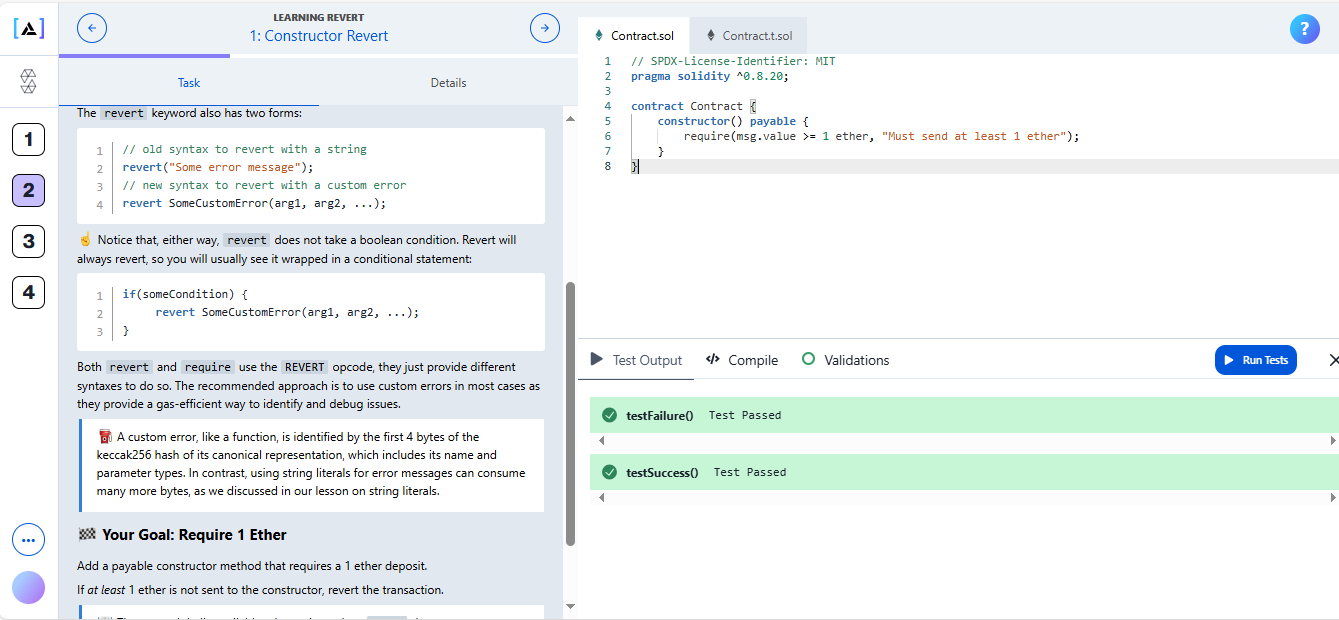 LEARNING REVERT
1: Constructor Revert
Task
Details
1
2
3
4
The revert keyword also has two forms:
1 // old syntax to revert with a string
2 revert("Some error message");
3 // new syntax to revert with a custom error
4 revert SomeCustomError(arg1, arg2, ...);
☝ Notice that, either way, revert does not take a boolean condition. Revert will
always revert, so you will usually see it wrapped in a conditional statement:
1 if(someCondition) {
2 revert SomeCustomError(arg1, arg2, ...);
3 }
Both revert and require use the REVERT opcode, they just provide different
syntaxes to do so. The recommended approach is to use custom errors in most cases as
they provide a gas-efficient way to identify and debug issues.
A custom error, like a function, is identified by the first 4 bytes of the
keccak256 hash of its canonical representation, which includes its name and
parameter types. In contrast, using string literals for error messages can consume
many more bytes, as we discussed in our lesson on string literals.
🏁 Your Goal: Require 1 Ether
Add a payable constructor method that requires a 1 ether deposit.
If at least 1 ether is not sent to the constructor, revert the transaction.
Contract.sol
Contract.t.sol
?
1 // SPDX-License-Identifier: MIT
2 pragma solidity ^0.8.20;
3
4 contract Contract {
5 constructor() payable {
6 require(msg.value >= 1 ether, "Must send at least 1 ether");
7 }
8 }
Test Output
Compile
Validations
Run Tests
testFailure() Test Passed
testSuccess() Test Passed